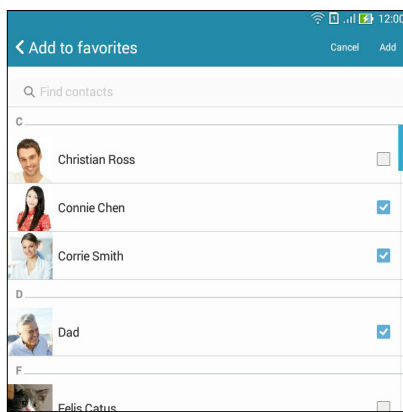 12:00
Add to favorites
Cancel
Add
Find contacts
C
Christian Ross
Connie Chen
Corrie Smith
D
Dad
F
Felis Catus